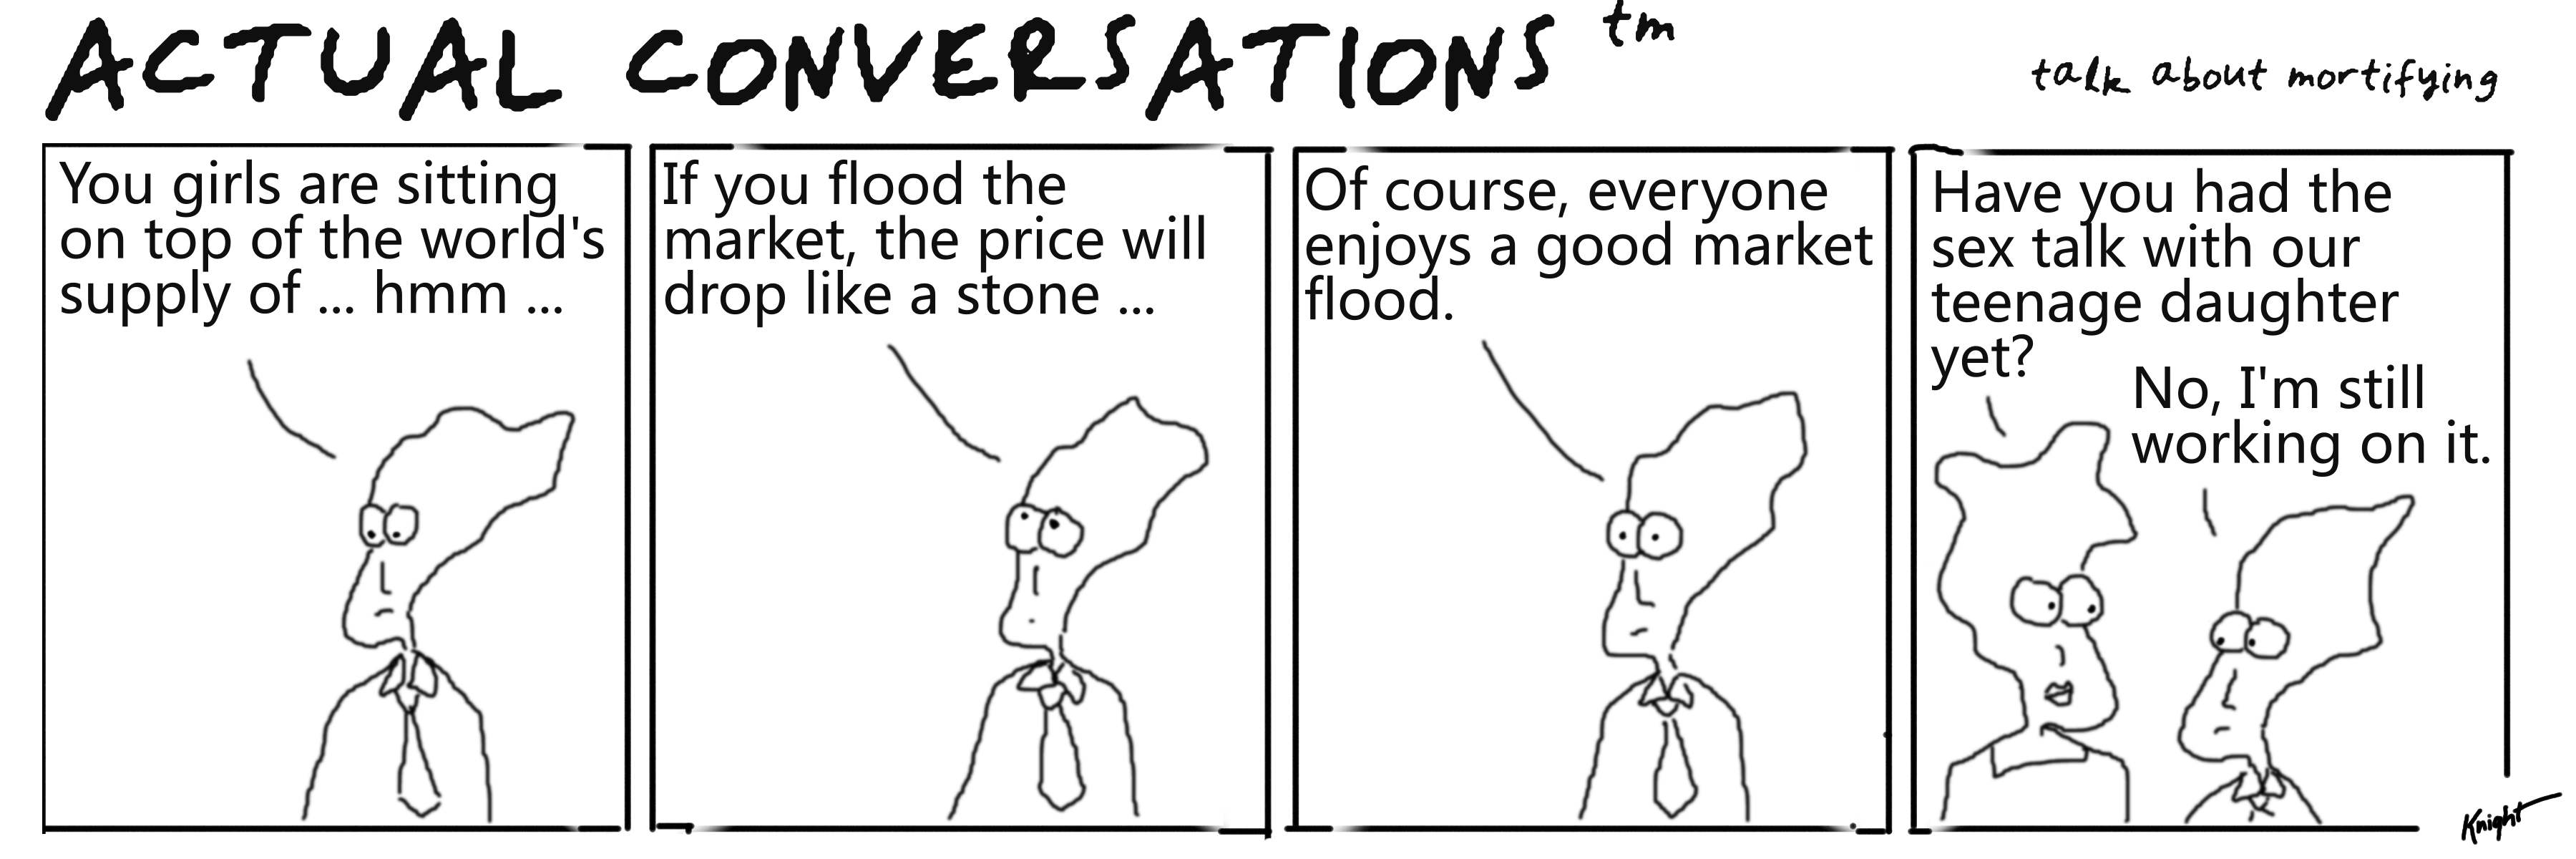 ACTUAL CONVERSATIONS tm
talk about mortifying
You girls are sitting
on top of the world's
supply of ... hmm ...
If you flood the
market, the price will
drop like a stone ...
Of course, everyone
enjoys a good market
flood.
Have you had the
sex talk with our
teenage daughter
yet?
No, I'm still
working on it.
Knight